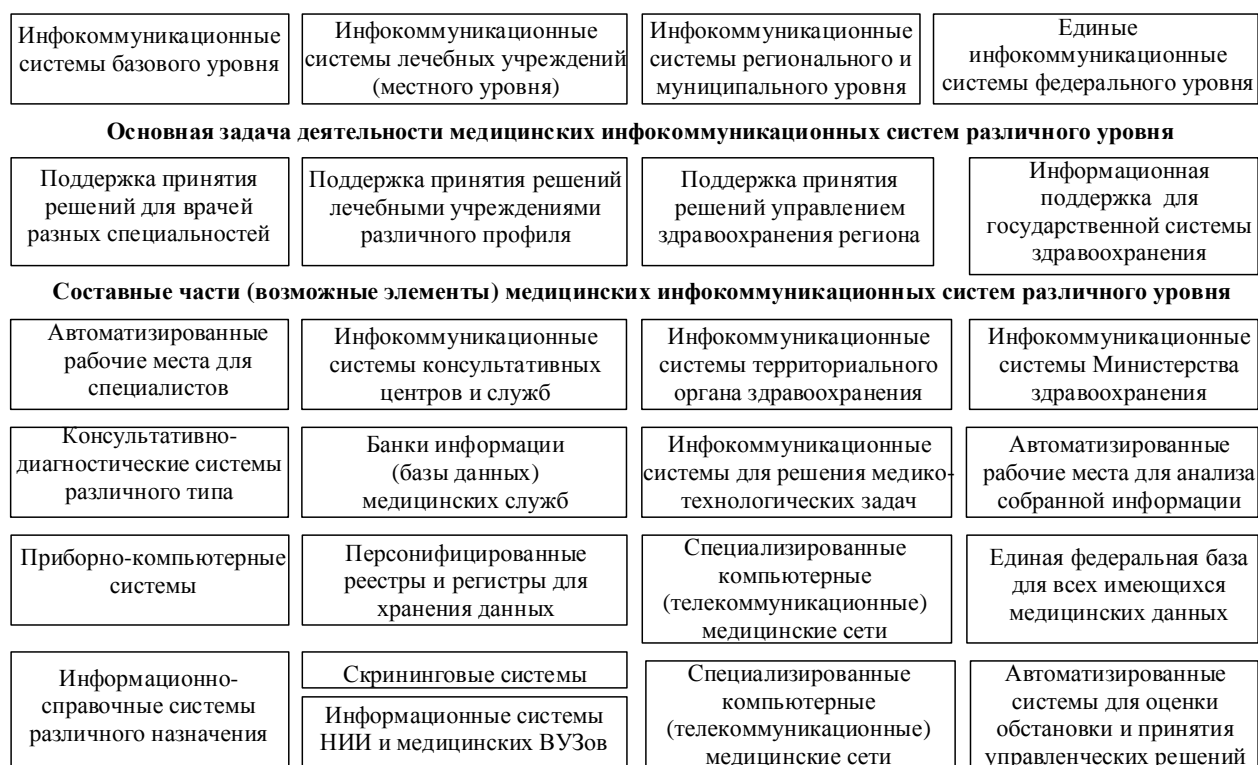 Инфокоммуникационные
системы базового уровня
Инфокоммуникационные
системы лечебных учреждений
(местного уровня)
Инфокоммуникационные
системы регионального и
муниципального уровня
Единые
инфокоммуникационные
системы федерального уровня
Основная задача деятельности медицинских инфокоммуникационных систем различного уровня
Поддержка принятия
решений для врачей
разных специальностей
Поддержка принятия решений
лечебными учреждениями
различного профиля
Поддержка принятия
решений управлением
здравоохранения региона
Информационная
поддержка для
государственной системы
здравоохранения
Составные части (возможные элементы) медицинских инфокоммуникационных систем различного уровня
Автоматизированные
рабочие места для
специалистов
Инфокоммуникационные
системы консультативных
центров и служб
Инфокоммуникационные
системы территориального
органа здравоохранения
Инфокоммуникационные
системы Министерства
здравоохранения
Консультативно-
диагностические системы
различного типа
Банки информации
(базы данных)
медицинских служб
Инфокоммуникационные
системы для решения медико-
технологических задач
Автоматизированные
рабочие места для анализа
собранной информации
Приборно-компьютерные
системы
Персонифицированные
реестры и регистры для
хранения данных
Специализированные
компьютерные
(телекоммуникационные)
медицинские сети
Единая федеральная база
для всех имеющихся
медицинских данных
Информационно-
справочные системы
различного назначения
Скрининговые системы
Информационные системы
НИИ и медицинских ВУЗов
Специализированные
компьютерные
(телекоммуникационные)
медицинские сети
Автоматизированные
системы для оценки
обстановки и принятия
управленческих решений